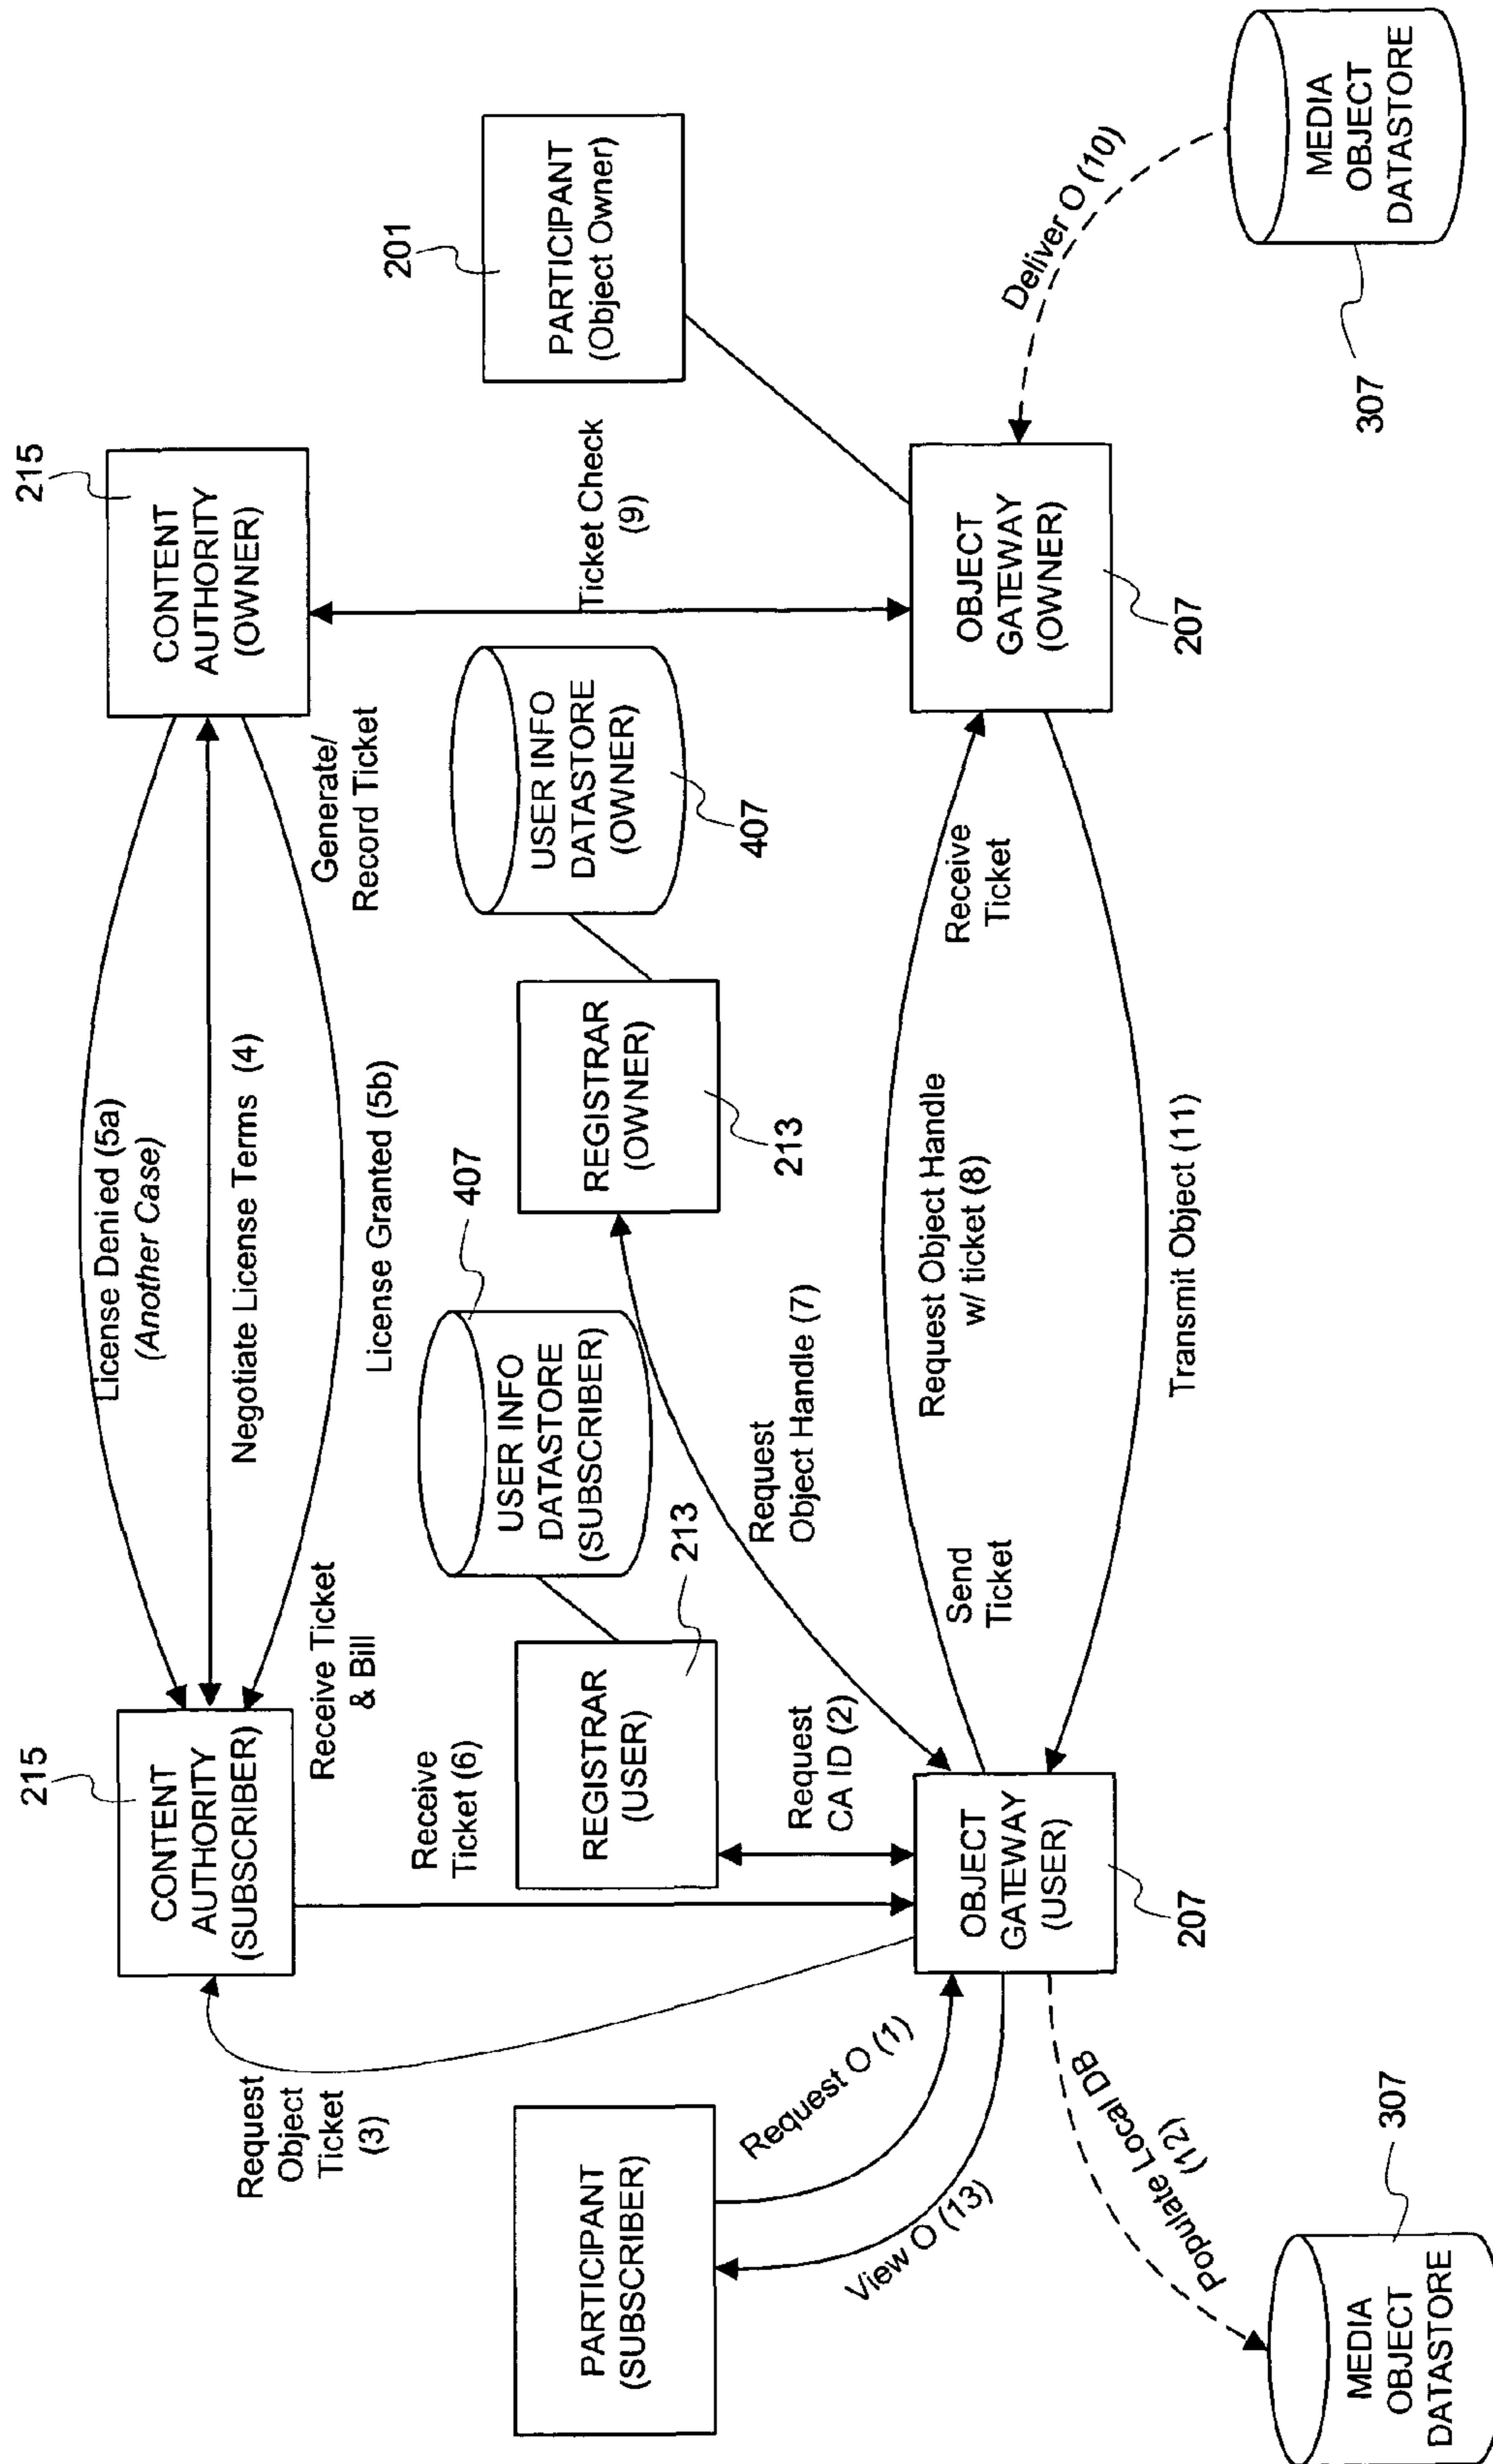 215
CONTENT
AUTHORITY
(SUBSCRIBER)
License Denied (5a)
(Another Case)
Negotiate License Terms (4)
License Granted (5b)
Receive Ticket
& Bill
Generate/
Record Ticket
215
CONTENT
AUTHORITY
(OWNER)
Request
Object
Ticket
(3)
Receive
Ticket (6)
REGISTRAR
(USER)
213
USER INFO
DATASTORE
(SUBSCRIBER)
407
REGISTRAR
(OWNER)
213
USER INFO
DATASTORE
(OWNER)
407
Ticket Check
(9)
201
PARTICIPANT
(Object Owner)
PARTICIPANT
(SUBSCRIBER)
Request O (1)
View O (13)
Request
CA ID (2)
Request
Object Handle (7)
OBJECT
GATEWAY
(USER)
207
Send
Ticket
Request Object Handle
w/ ticket (8)
Receive
Ticket
Transmit Object (11)
OBJECT
GATEWAY
(OWNER)
207
Deliver O (10)
Populate Local DB
(12)
307
MEDIA
OBJECT
DATASTORE
307
MEDIA
OBJECT
DATASTORE